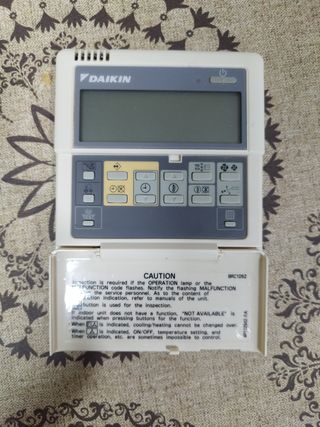 DAIKIN
TEST
CAUTION
BRC1D52
inspection is required if the OPERATION lamp or the
MALFUNCTION code flashes. Notify the flashing MALFUNCTION
the service personnel. As to the content of
indication, refer to manuals of the unit.
button is used for the inspection.
If indoor unit does not have a function, "NOT AVAILABLE" is
indicated when pressing buttons for the function.
When is indicated, cooling/heating cannot be changed over.
When is indicated, ON/OFF, temperature setting, and
timer operation, etc, are sometimes impossible to control.